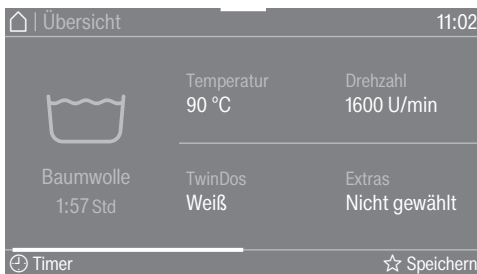 | Übersicht 11:02
Temperatur
90 °C
Drehzahl
1600 U/min
Baumwolle
1:57 Std
TwinDos
Weiß
Extras
Nicht gewählt
Timer
Speichern